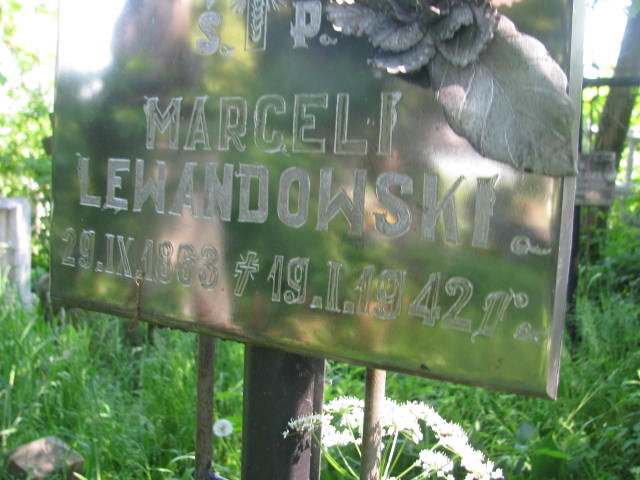 Ś. P.
MARCELI
LEWANDOWSKI.
29.IX.1863 † 19.I.1942 r.